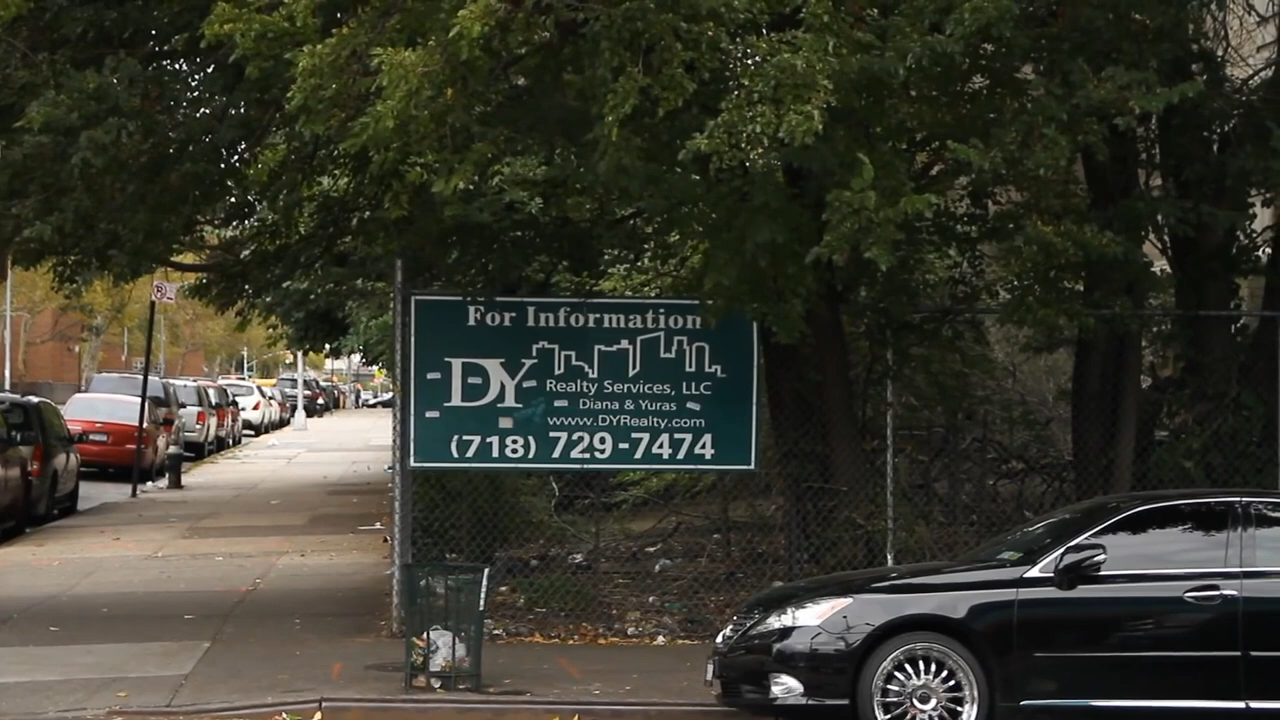 For Information
DY
Realty Services, LLC
Diana & Yuras
www.DYRealty.com
(718) 729-7474